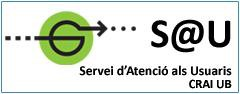 S@U
Servei d'Atenció als Usuaris
CRAI UB